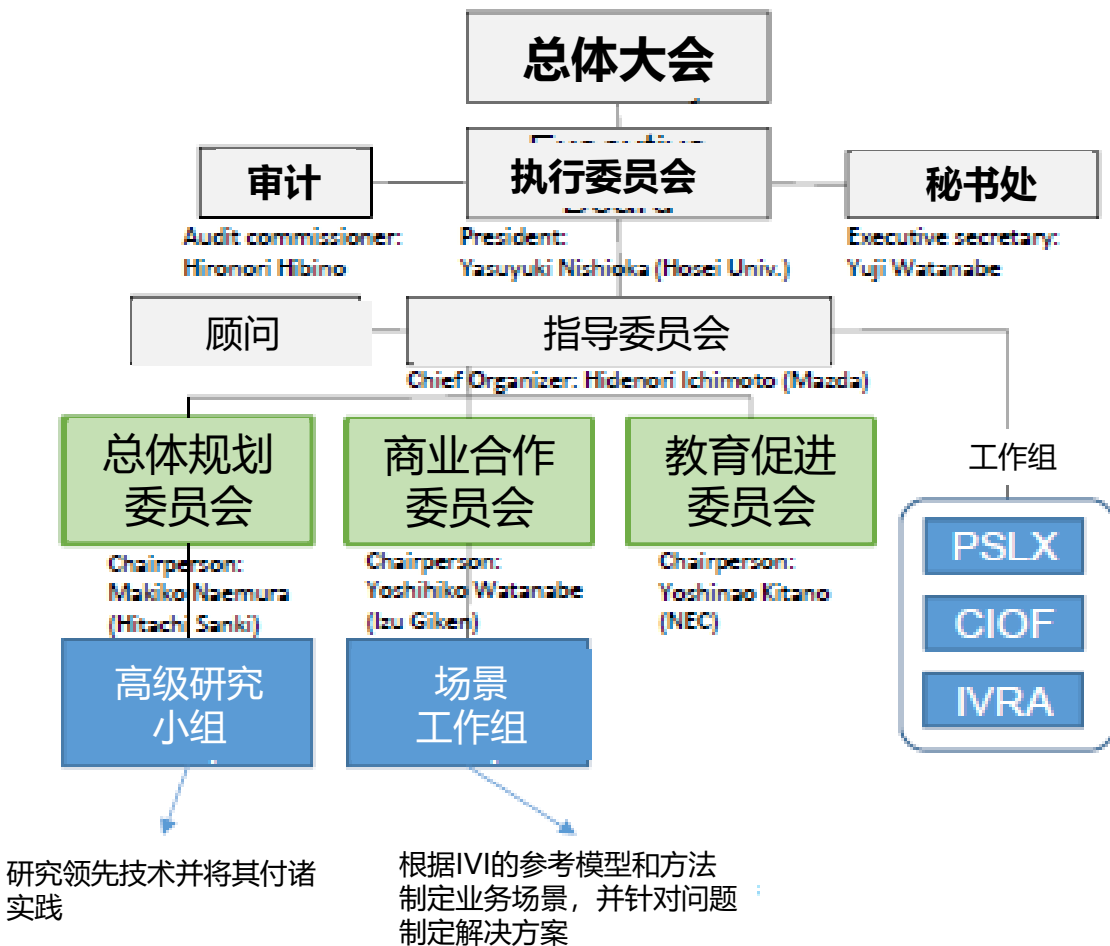 总体大会
审计
执行委员会
秘书处
Audit commissioner:
Hironori Hibino
President:
Yasuyuki Nishioka (Hosei Univ.)
Executive secretary:
Yuji Watanabe
顾问
指导委员会
Chief Organizer: Hidenori Ichimoto (Mazda)
总体规划
委员会
商业合作
委员会
教育促进
委员会
工作组
Chairperson:
Makiko Naemura
(Hitachi Sanki)
Chairperson:
Yoshihiko Watanabe
(Izu Giken)
Chairperson:
Yoshinao Kitano
(NEC)
PSLX
CIOF
IVRA
高级研究
小组
场景
工作组
研究领先技术并将其付诸
实践
根据IVI的参考模型和方法
制定业务场景，并针对问题
制定解决方案